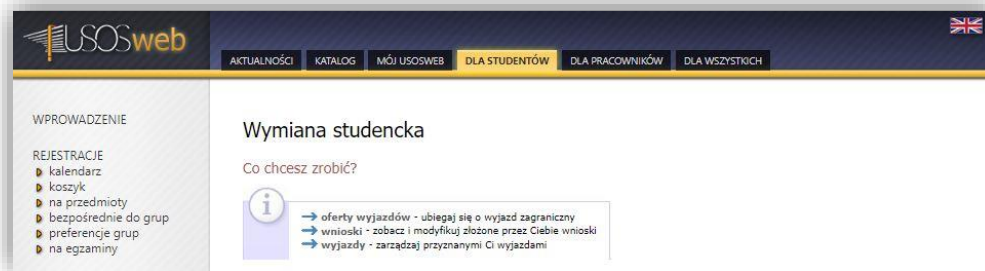 USOSweb
AKTUALNOŚCI KATALOG MÓJ USOSWEB DLA STUDENTÓW DLA PRACOWNIKÓW DLA WSZYSTKICH
WPROWADZENIE
REJESTRACJE
kalendarz
koszyk
na przedmioty
bezpośrednie do grup
preferencje grup
na egzaminy
Wymiana studencka
Co chcesz zrobić?
i
oferty wyjazdów - ubiegaj się o wyjazd zagraniczny
wnioski - zobacz i modyfikuj złożone przez Ciebie wnioski
wyjazdy - zarządzaj przyznanymi Ci wyjazdami